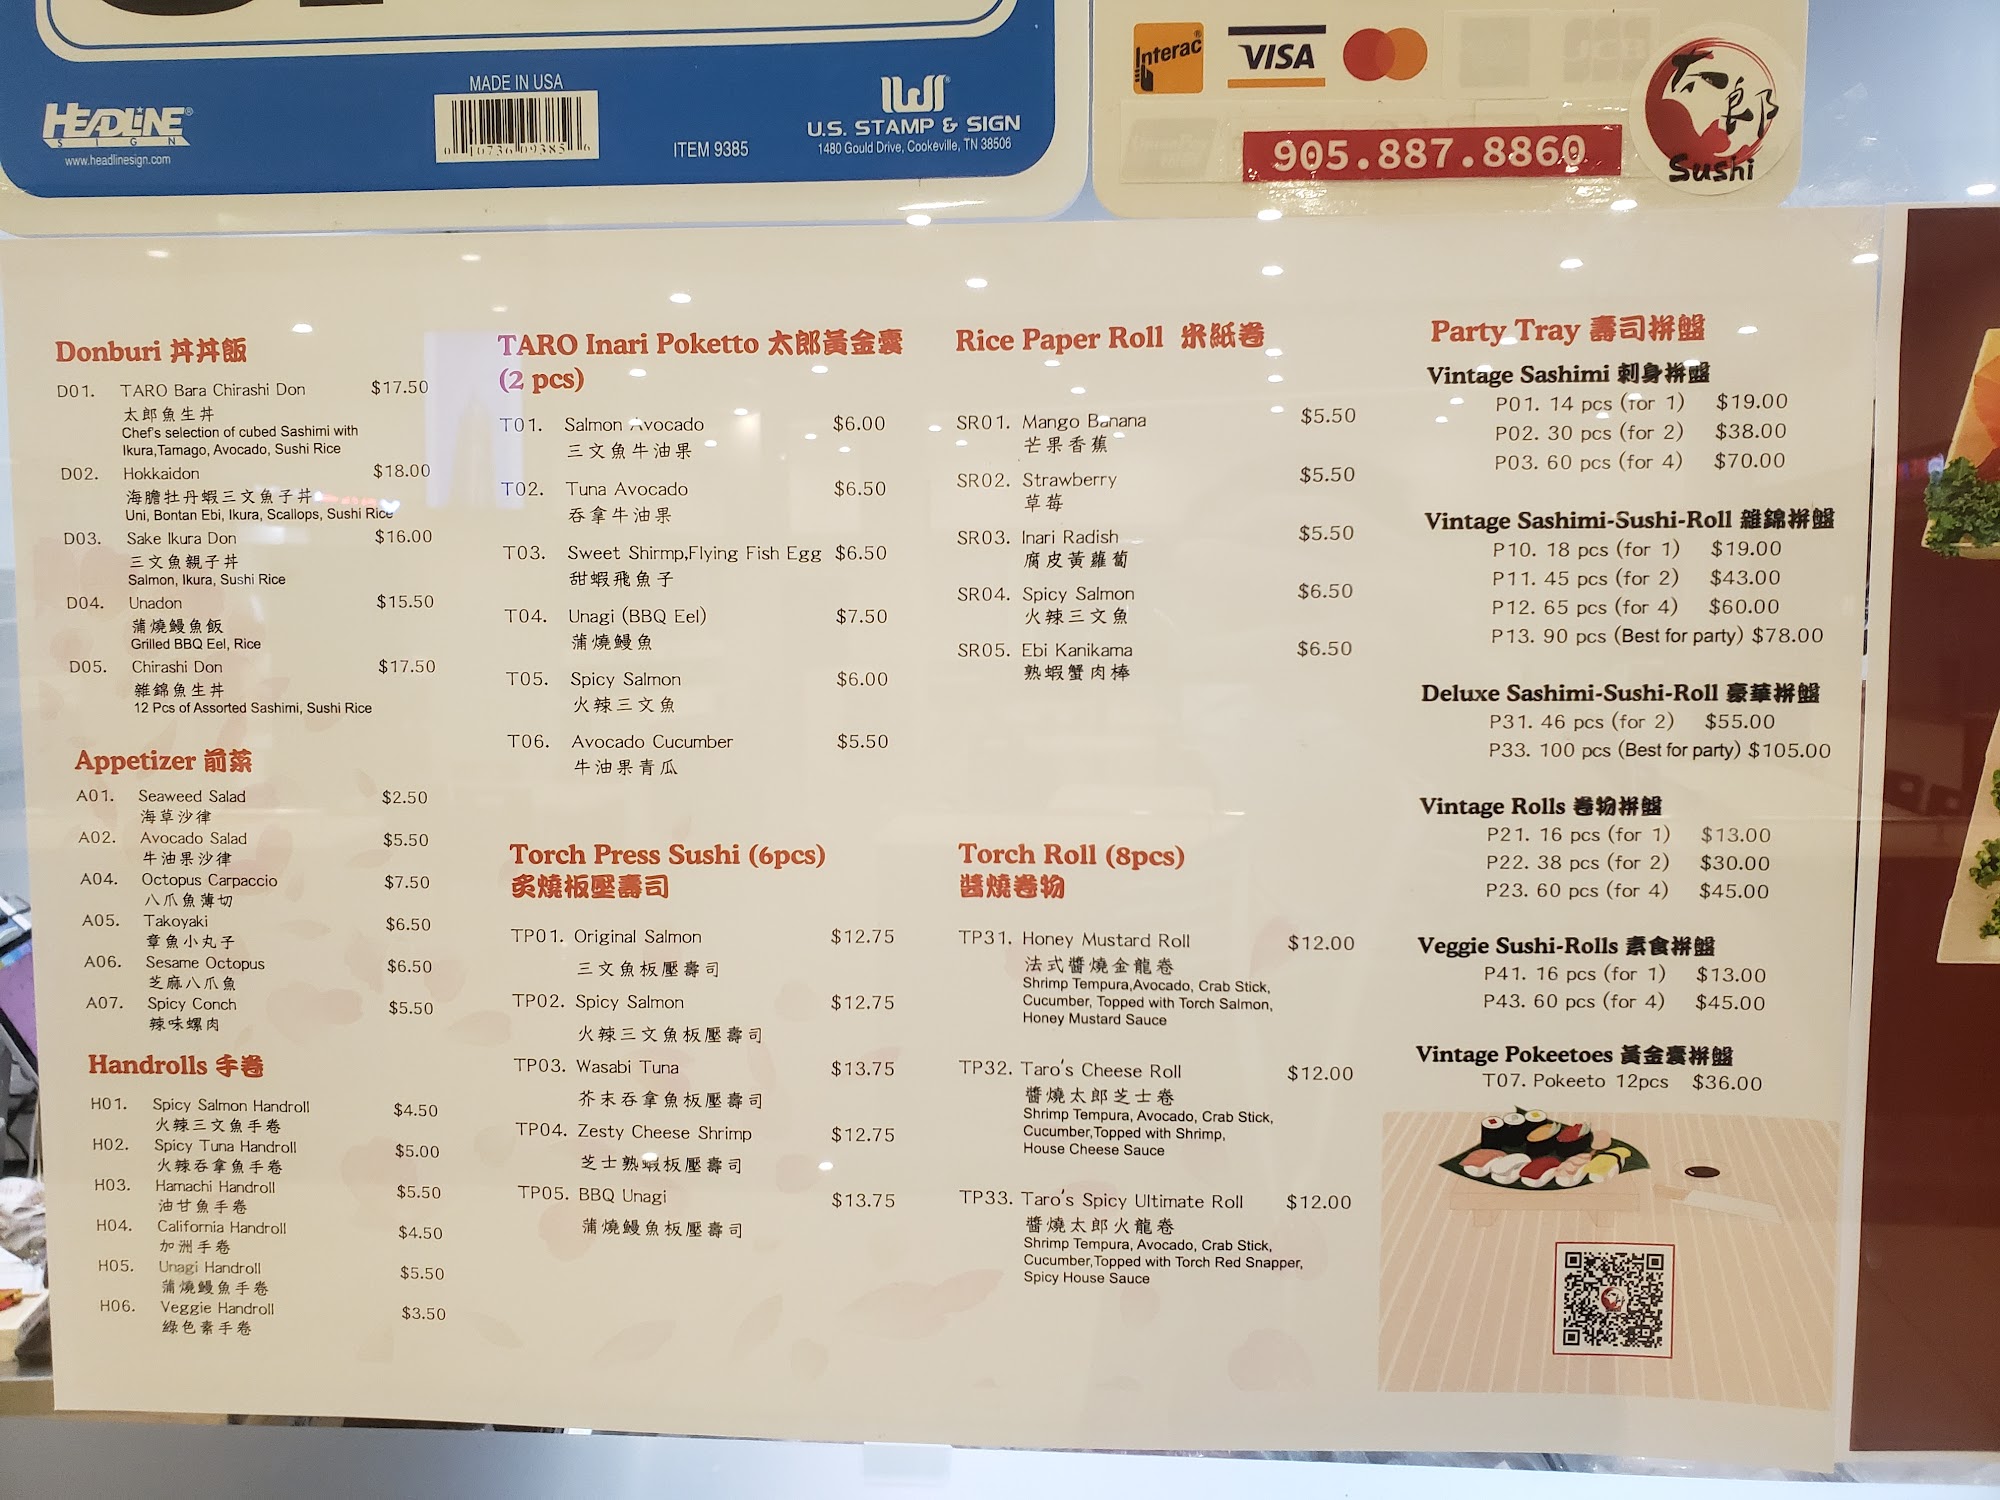 MADE IN USA
HEADLINE®
SIGN
www.headlinesign.com
0 10736 09385 6
ITEM 9385
U.S. STAMP & SIGN
1480 Gould Drive, Cookeville, TN 38506
Interac
VISA
905.887.8860
太郎
Sushi
Donburi 丼丼飯
D01. TARO Bara Chirashi Don $17.50
太郎魚生丼
Chef's selection of cubed Sashimi with
Ikura,Tamago, Avocado, Sushi Rice
D02. Hokkaidon $18.00
海膽牡丹蝦三文魚子丼
Uni, Bontan Ebi, Ikura, Scallops, Sushi Rice
D03. Sake Ikura Don $16.00
三文魚親子丼
Salmon, Ikura, Sushi Rice
D04. Unadon $15.50
蒲燒鰻魚飯
Grilled BBQ Eel, Rice
D05. Chirashi Don $17.50
雜錦魚生丼
12 Pcs of Assorted Sashimi, Sushi Rice
Appetizer 前菜
A01. Seaweed Salad $2.50
海草沙律
A02. Avocado Salad $5.50
牛油果沙律
A04. Octopus Carpaccio $7.50
八爪魚薄切
A05. Takoyaki $6.50
章魚小丸子
A06. Sesame Octopus $6.50
芝麻八爪魚
A07. Spicy Conch $5.50
辣味螺肉
Handrolls 手卷
H01. Spicy Salmon Handroll $4.50
火辣三文魚手卷
H02. Spicy Tuna Handroll $5.00
火辣吞拿魚手卷
H03. Hamachi Handroll $5.50
油甘魚手卷
H04. California Handroll $4.50
加洲手卷
H05. Unagi Handroll $5.50
蒲燒鰻魚手卷
H06. Veggie Handroll $3.50
綠色素手卷
TARO Inari Poketto 太郎黃金囊
(2 pcs)
T01. Salmon Avocado $6.00
三文魚牛油果
T02. Tuna Avocado $6.50
吞拿牛油果
T03. Sweet Shirmp,Flying Fish Egg $6.50
甜蝦飛魚子
T04. Unagi (BBQ Eel) $7.50
蒲燒鰻魚
T05. Spicy Salmon $6.00
火辣三文魚
T06. Avocado Cucumber $5.50
牛油果青瓜
Torch Press Sushi (6pcs)
炙燒板壓壽司
TP01. Original Salmon $12.75
三文魚板壓壽司
TP02. Spicy Salmon $12.75
火辣三文魚板壓壽司
TP03. Wasabi Tuna $13.75
芥末吞拿魚板壓壽司
TP04. Zesty Cheese Shrimp $12.75
芝士熟蝦板壓壽司
TP05. BBQ Unagi $13.75
蒲燒鰻魚板壓壽司
Rice Paper Roll 米紙卷
SR01. Mango Banana $5.50
芒果香蕉
SR02. Strawberry $5.50
草莓
SR03. Inari Radish $5.50
腐皮黃蘿蔔
SR04. Spicy Salmon $6.50
火辣三文魚
SR05. Ebi Kanikama $6.50
熟蝦蟹肉棒
Torch Roll (8pcs)
醬燒卷物
TP31. Honey Mustard Roll $12.00
法式醬燒金龍卷
Shrimp Tempura,Avocado, Crab Stick,
Cucumber, Topped with Torch Salmon,
Honey Mustard Sauce
TP32. Taro's Cheese Roll $12.00
醬燒太郎芝士卷
Shrimp Tempura, Avocado, Crab Stick,
Cucumber,Topped with Shrimp,
House Cheese Sauce
TP33. Taro's Spicy Ultimate Roll $12.00
醬燒太郎火龍卷
Shrimp Tempura, Avocado, Crab Stick,
Cucumber,Topped with Torch Red Snapper,
Spicy House Sauce
Party Tray 壽司拼盤
Vintage Sashimi 刺身拼盤
P01. 14 pcs (for 1) $19.00
P02. 30 pcs (for 2) $38.00
P03. 60 pcs (for 4) $70.00
Vintage Sashimi-Sushi-Roll 雜錦拼盤
P10. 18 pcs (for 1) $19.00
P11. 45 pcs (for 2) $43.00
P12. 65 pcs (for 4) $60.00
P13. 90 pcs (Best for party) $78.00
Deluxe Sashimi-Sushi-Roll 豪華拼盤
P31. 46 pcs (for 2) $55.00
P33. 100 pcs (Best for party) $105.00
Vintage Rolls 卷物拼盤
P21. 16 pcs (for 1) $13.00
P22. 38 pcs (for 2) $30.00
P23. 60 pcs (for 4) $45.00
Veggie Sushi-Rolls 素食拼盤
P41. 16 pcs (for 1) $13.00
P43. 60 pcs (for 4) $45.00
Vintage Pokeetoes 黃金囊拼盤
T07. Pokeeto 12pcs $36.00